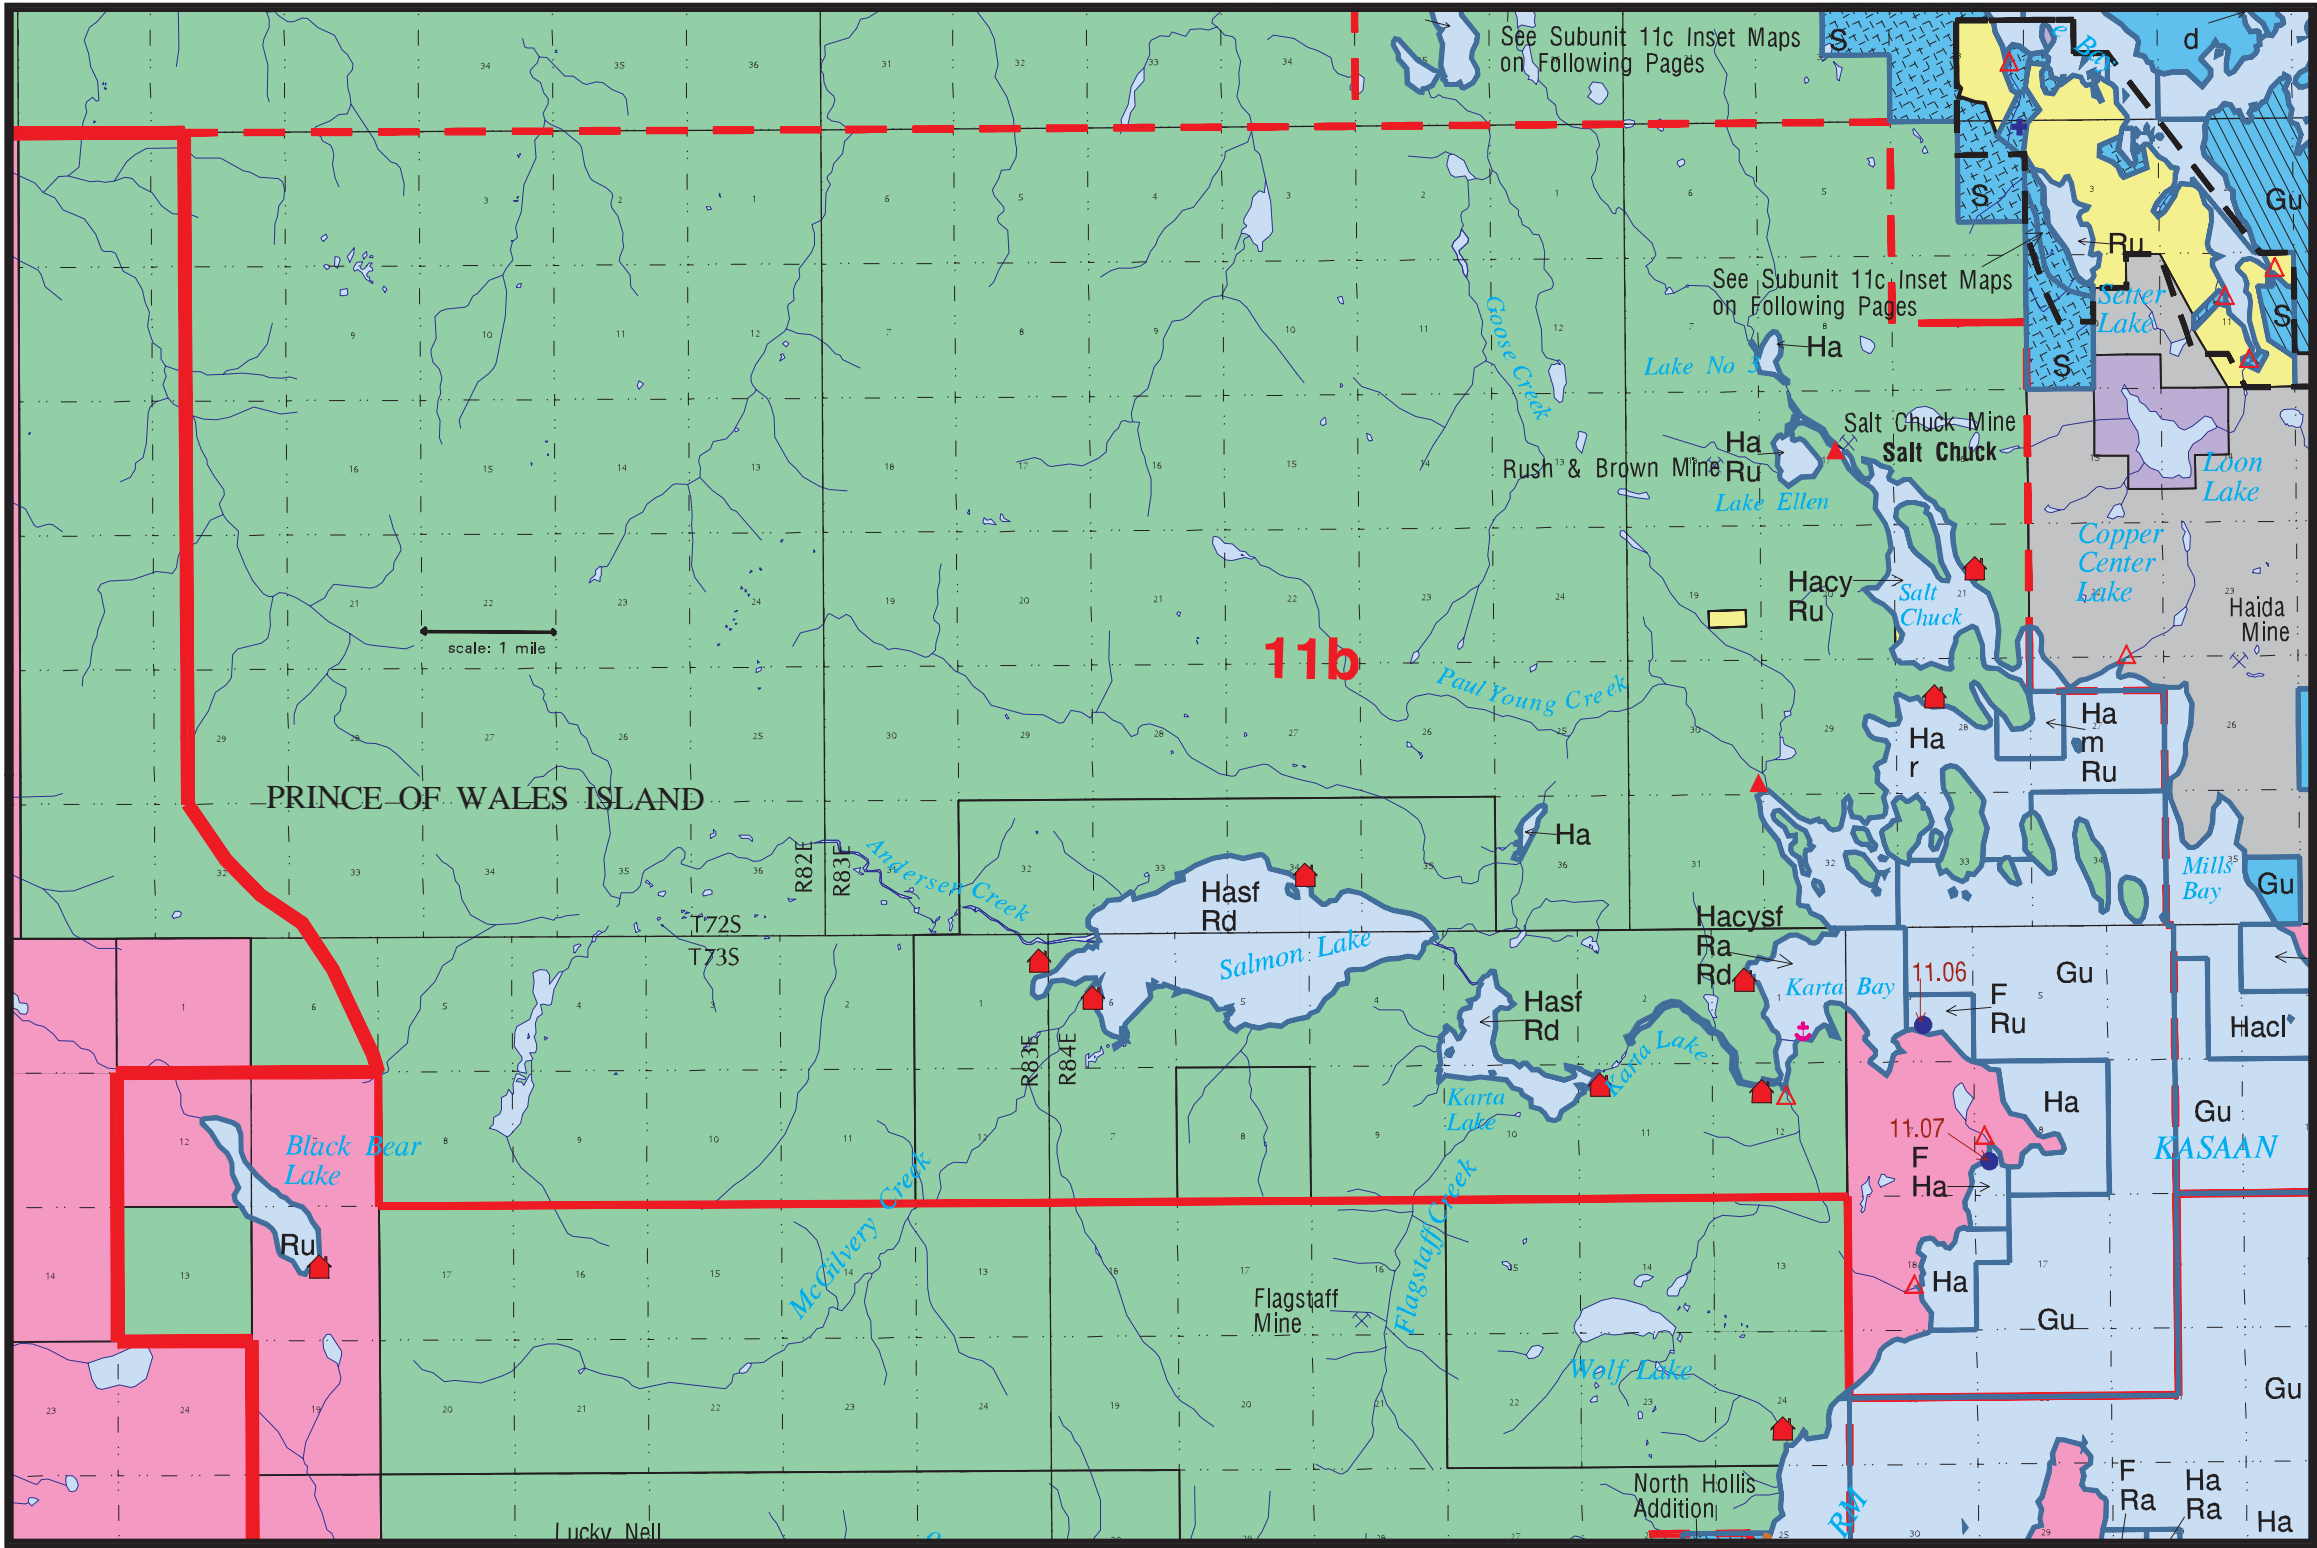 See Subunit 11c Inset Maps
on Following Pages
S
d
e Bay
S
Gu
Ru
See Subunit 11c Inset Maps
on Following Pages
Setter
Lake
S
S
Goose Creek
Lake No 3
Ha
Salt Chuck Mine
Salt Chuck
Ha
Ru
Rush & Brown Mine
Lake Ellen
Loon
Lake
Copper
Center
Lake
Haida
Mine
Hacy
Ru
Salt
Chuck
scale: 1 mile
11b
Paul Young Creek
Ha
r
Ha
m
Ru
PRINCE OF WALES ISLAND
R82E
R83E
Andersen Creek
Ha
Mills
Bay
Gu
Hasf
Rd
Salmon Lake
T72S
T73S
Hacysf
Ra
Rd
Karta Bay
11.06
F
Ru
Gu
Hacl
Hasf
Rd
R83E
R84E
Karta Lake
Karta
Lake
Ha
Gu
KASAAN
11.07
F
Ha
Black Bear
Lake
Ru
McGilvery Creek
Flagstaff Creek
Flagstaff
Mine
Ha
Gu
Wolf Lake
Gu
North Hollis
Addition
RM
F
Ra
Ha
Ra
Ha
Lucky Nell